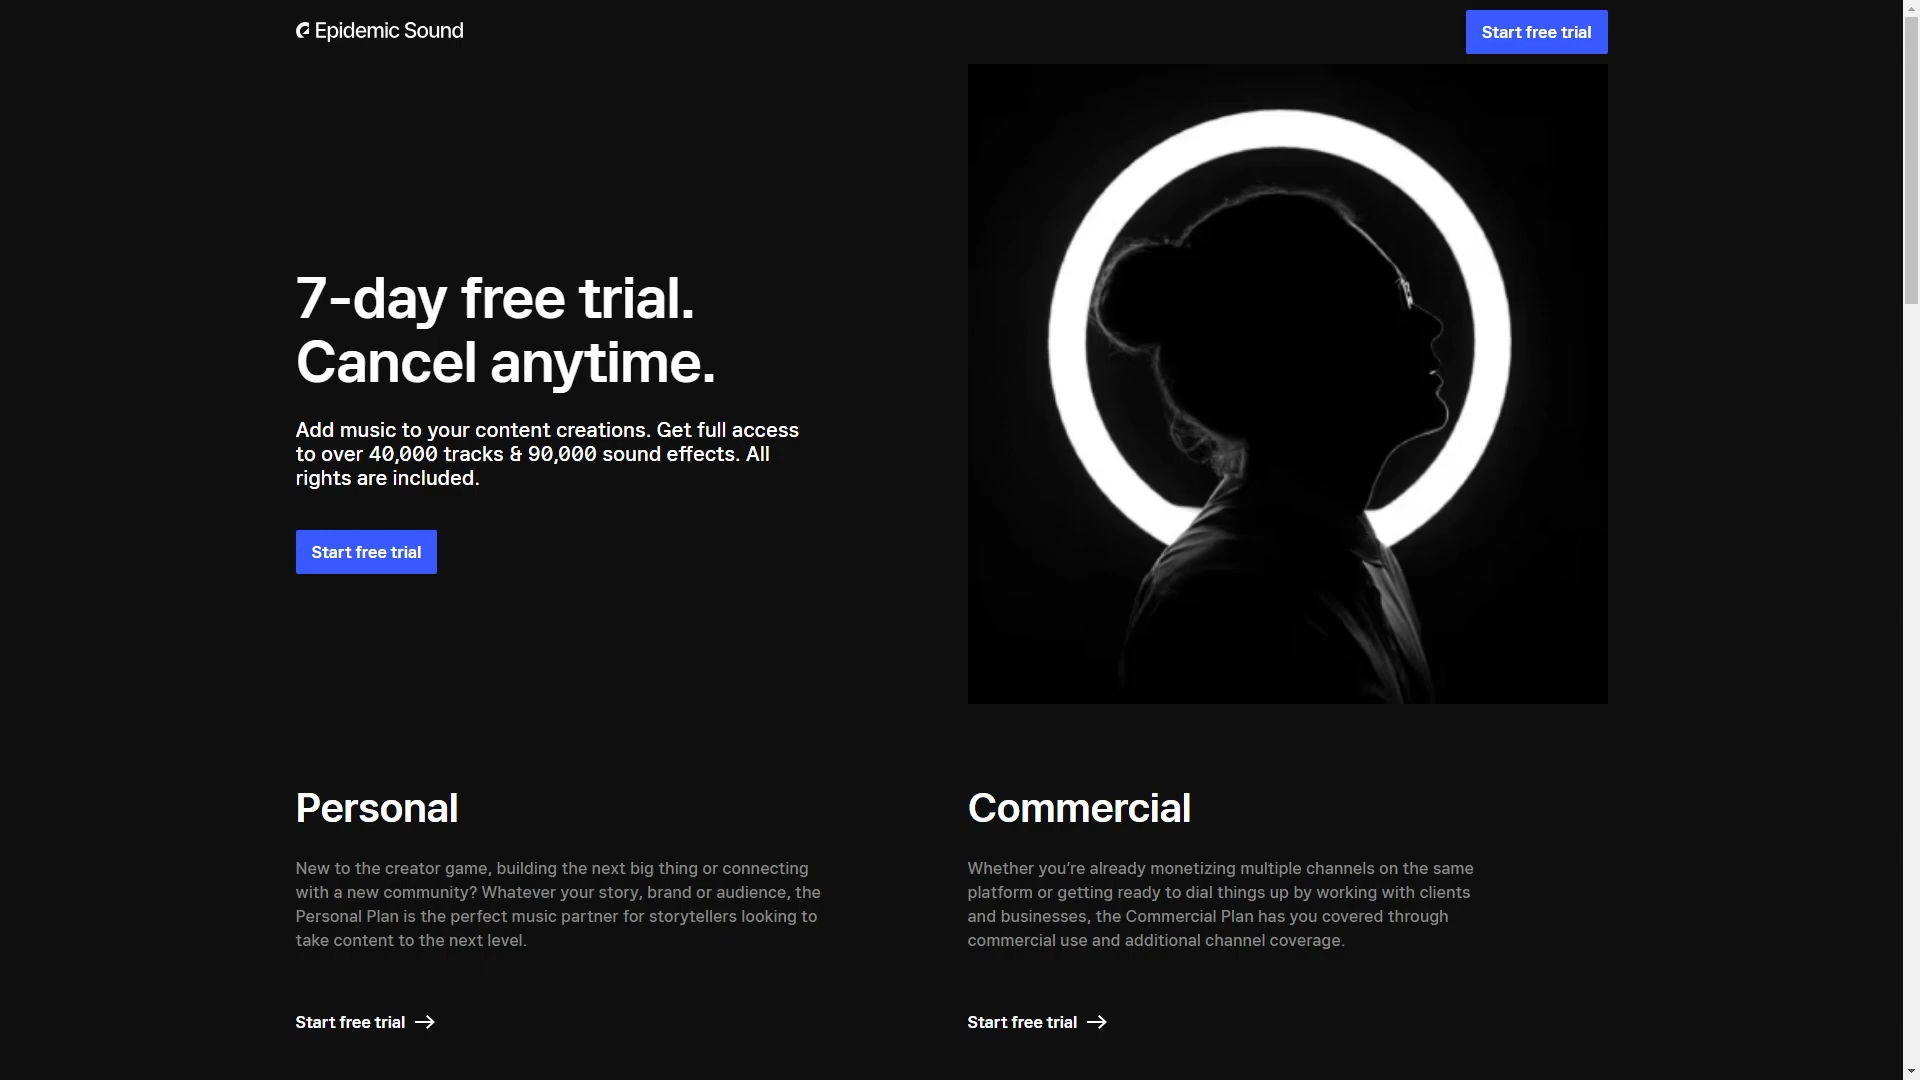 Epidemic Sound
Start free trial
7-day free trial.
Cancel anytime.
Add music to your content creations. Get full access
to over 40,000 tracks & 90,000 sound effects. All
rights are included.
Start free trial
Personal
New to the creator game, building the next big thing or connecting
with a new community? Whatever your story, brand or audience, the
Personal Plan is the perfect music partner for storytellers looking to
take content to the next level.
Start free trial
Commercial
Whether you’re already monetizing multiple channels on the same
platform or getting ready to dial things up by working with clients
and businesses, the Commercial Plan has you covered through
commercial use and additional channel coverage.
Start free trial